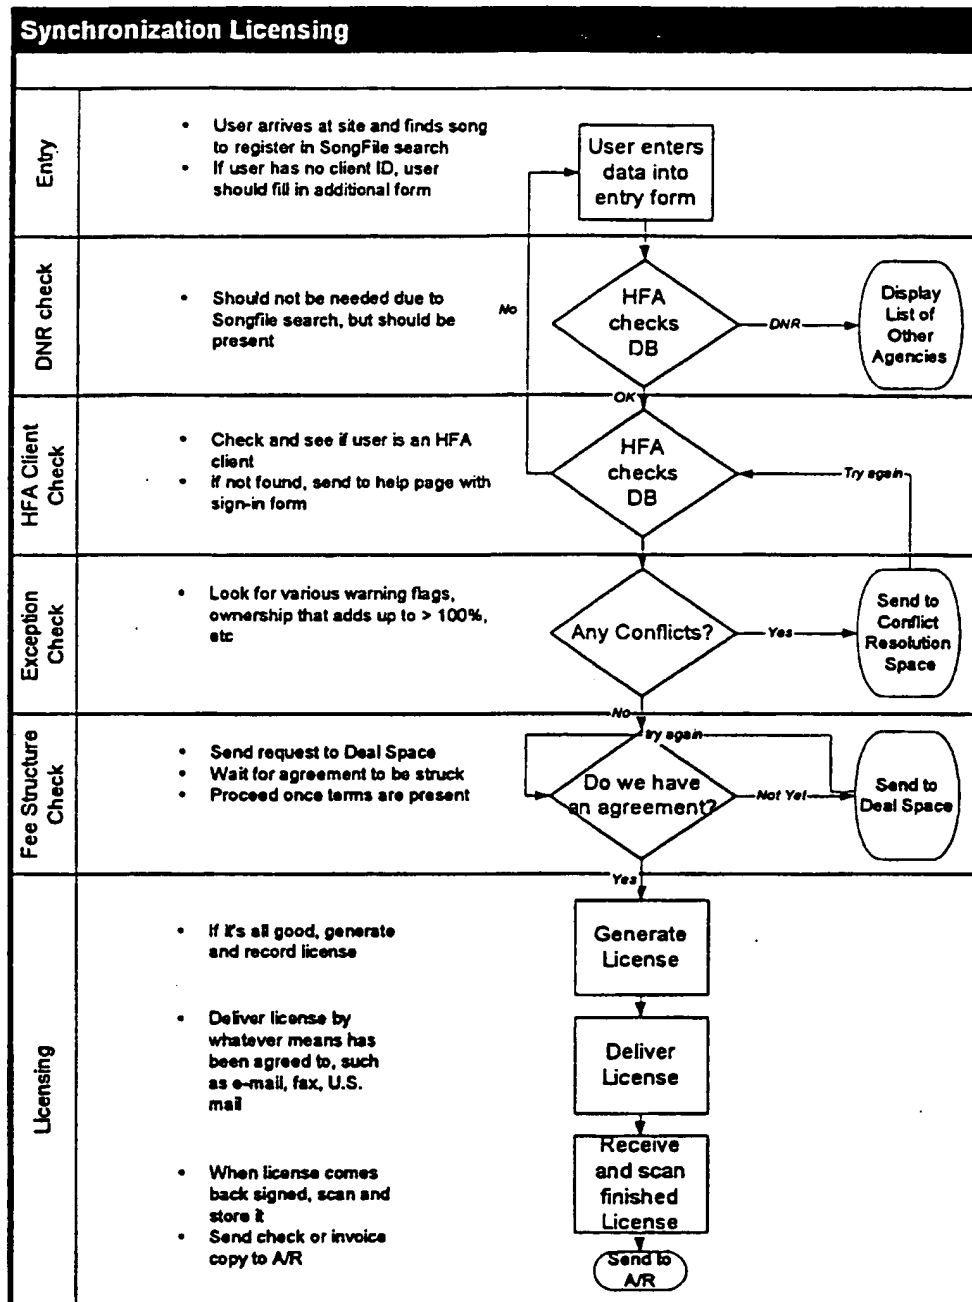 Synchronization Licensing
Entry
• User arrives at site and finds song
to register in SongFile search
• If user has no client ID, user
should fill in additional form
User enters
data into
entry form
DNR check
• Should not be needed due to
Songfile search, but should be
present
No
HFA
checks
DB
DNR
Display
List of
Other
Agencies
OK
HFA Client
Check
• Check and see if user is an HFA
client
• If not found, send to help page with
sign-in form
HFA
checks
DB
Try again
Exception
Check
• Look for various warning flags,
ownership that adds up to > 100%,
etc
Any Conflicts?
Yes
Send to
Conflict
Resolution
Space
No
Fee Structure
Check
• Send request to Deal Space
• Wait for agreement to be struck
• Proceed once terms are present
try again
Do we have
an agreement?
Not Yet
Send to
Deal Space
Yes
Licensing
• If it's all good, generate
and record license
Generate
License
• Deliver license by
whatever means has
been agreed to, such
as e-mail, fax, U.S.
mail
Deliver
License
• When license comes
back signed, scan and
store it
• Send check or invoice
copy to A/R
Receive
and scan
finished
License
Send to
A/R